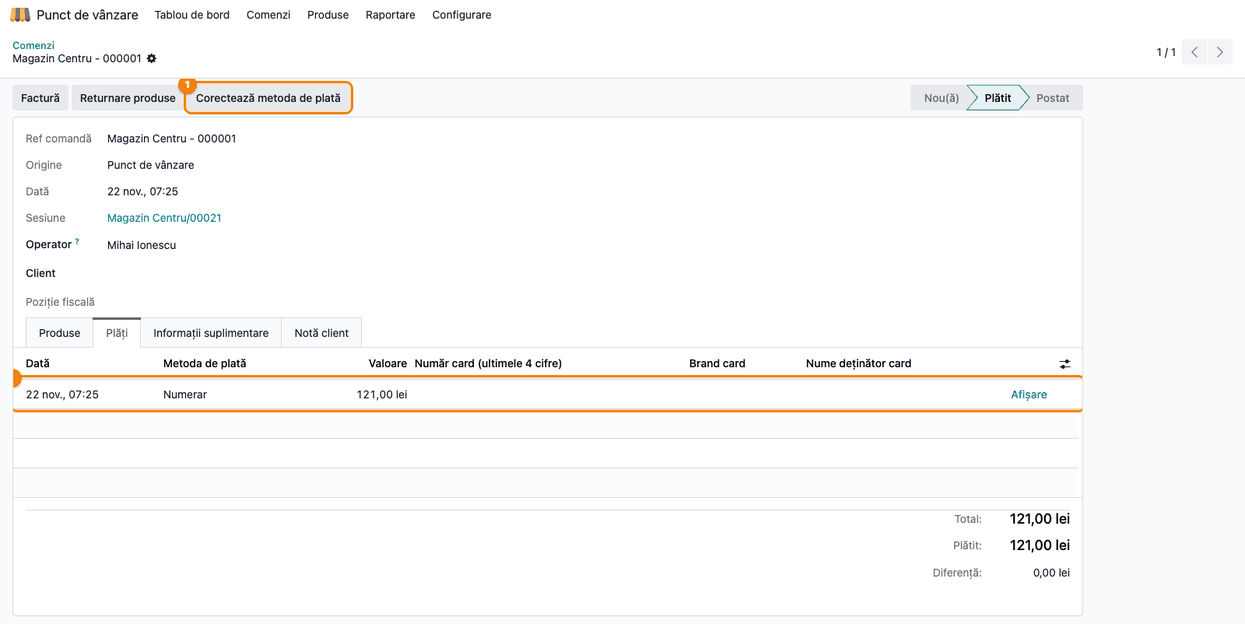 Punct de vânzare Tablou de bord Comenzi Produse Raportare Configurare
Comenzi
Magazin Centru - 000001
1 / 1
1
Factură Returnare produse Corectează metoda de plată Nou(ă) Plătit Postat
Ref comandă Magazin Centru - 000001
Origine Punct de vânzare
Dată 22 nov., 07:25
Sesiune Magazin Centru/00021
Operator ? Mihai Ionescu
Client
Poziție fiscală
Produse Plăți Informații suplimentare Notă client
Dată Metoda de plată Valoare Număr card (ultimele 4 cifre) Brand card Nume deținător card
22 nov., 07:25 Numerar 121,00 lei Afișare
Total: 121,00 lei
Plătit: 121,00 lei
Diferență: 0,00 lei